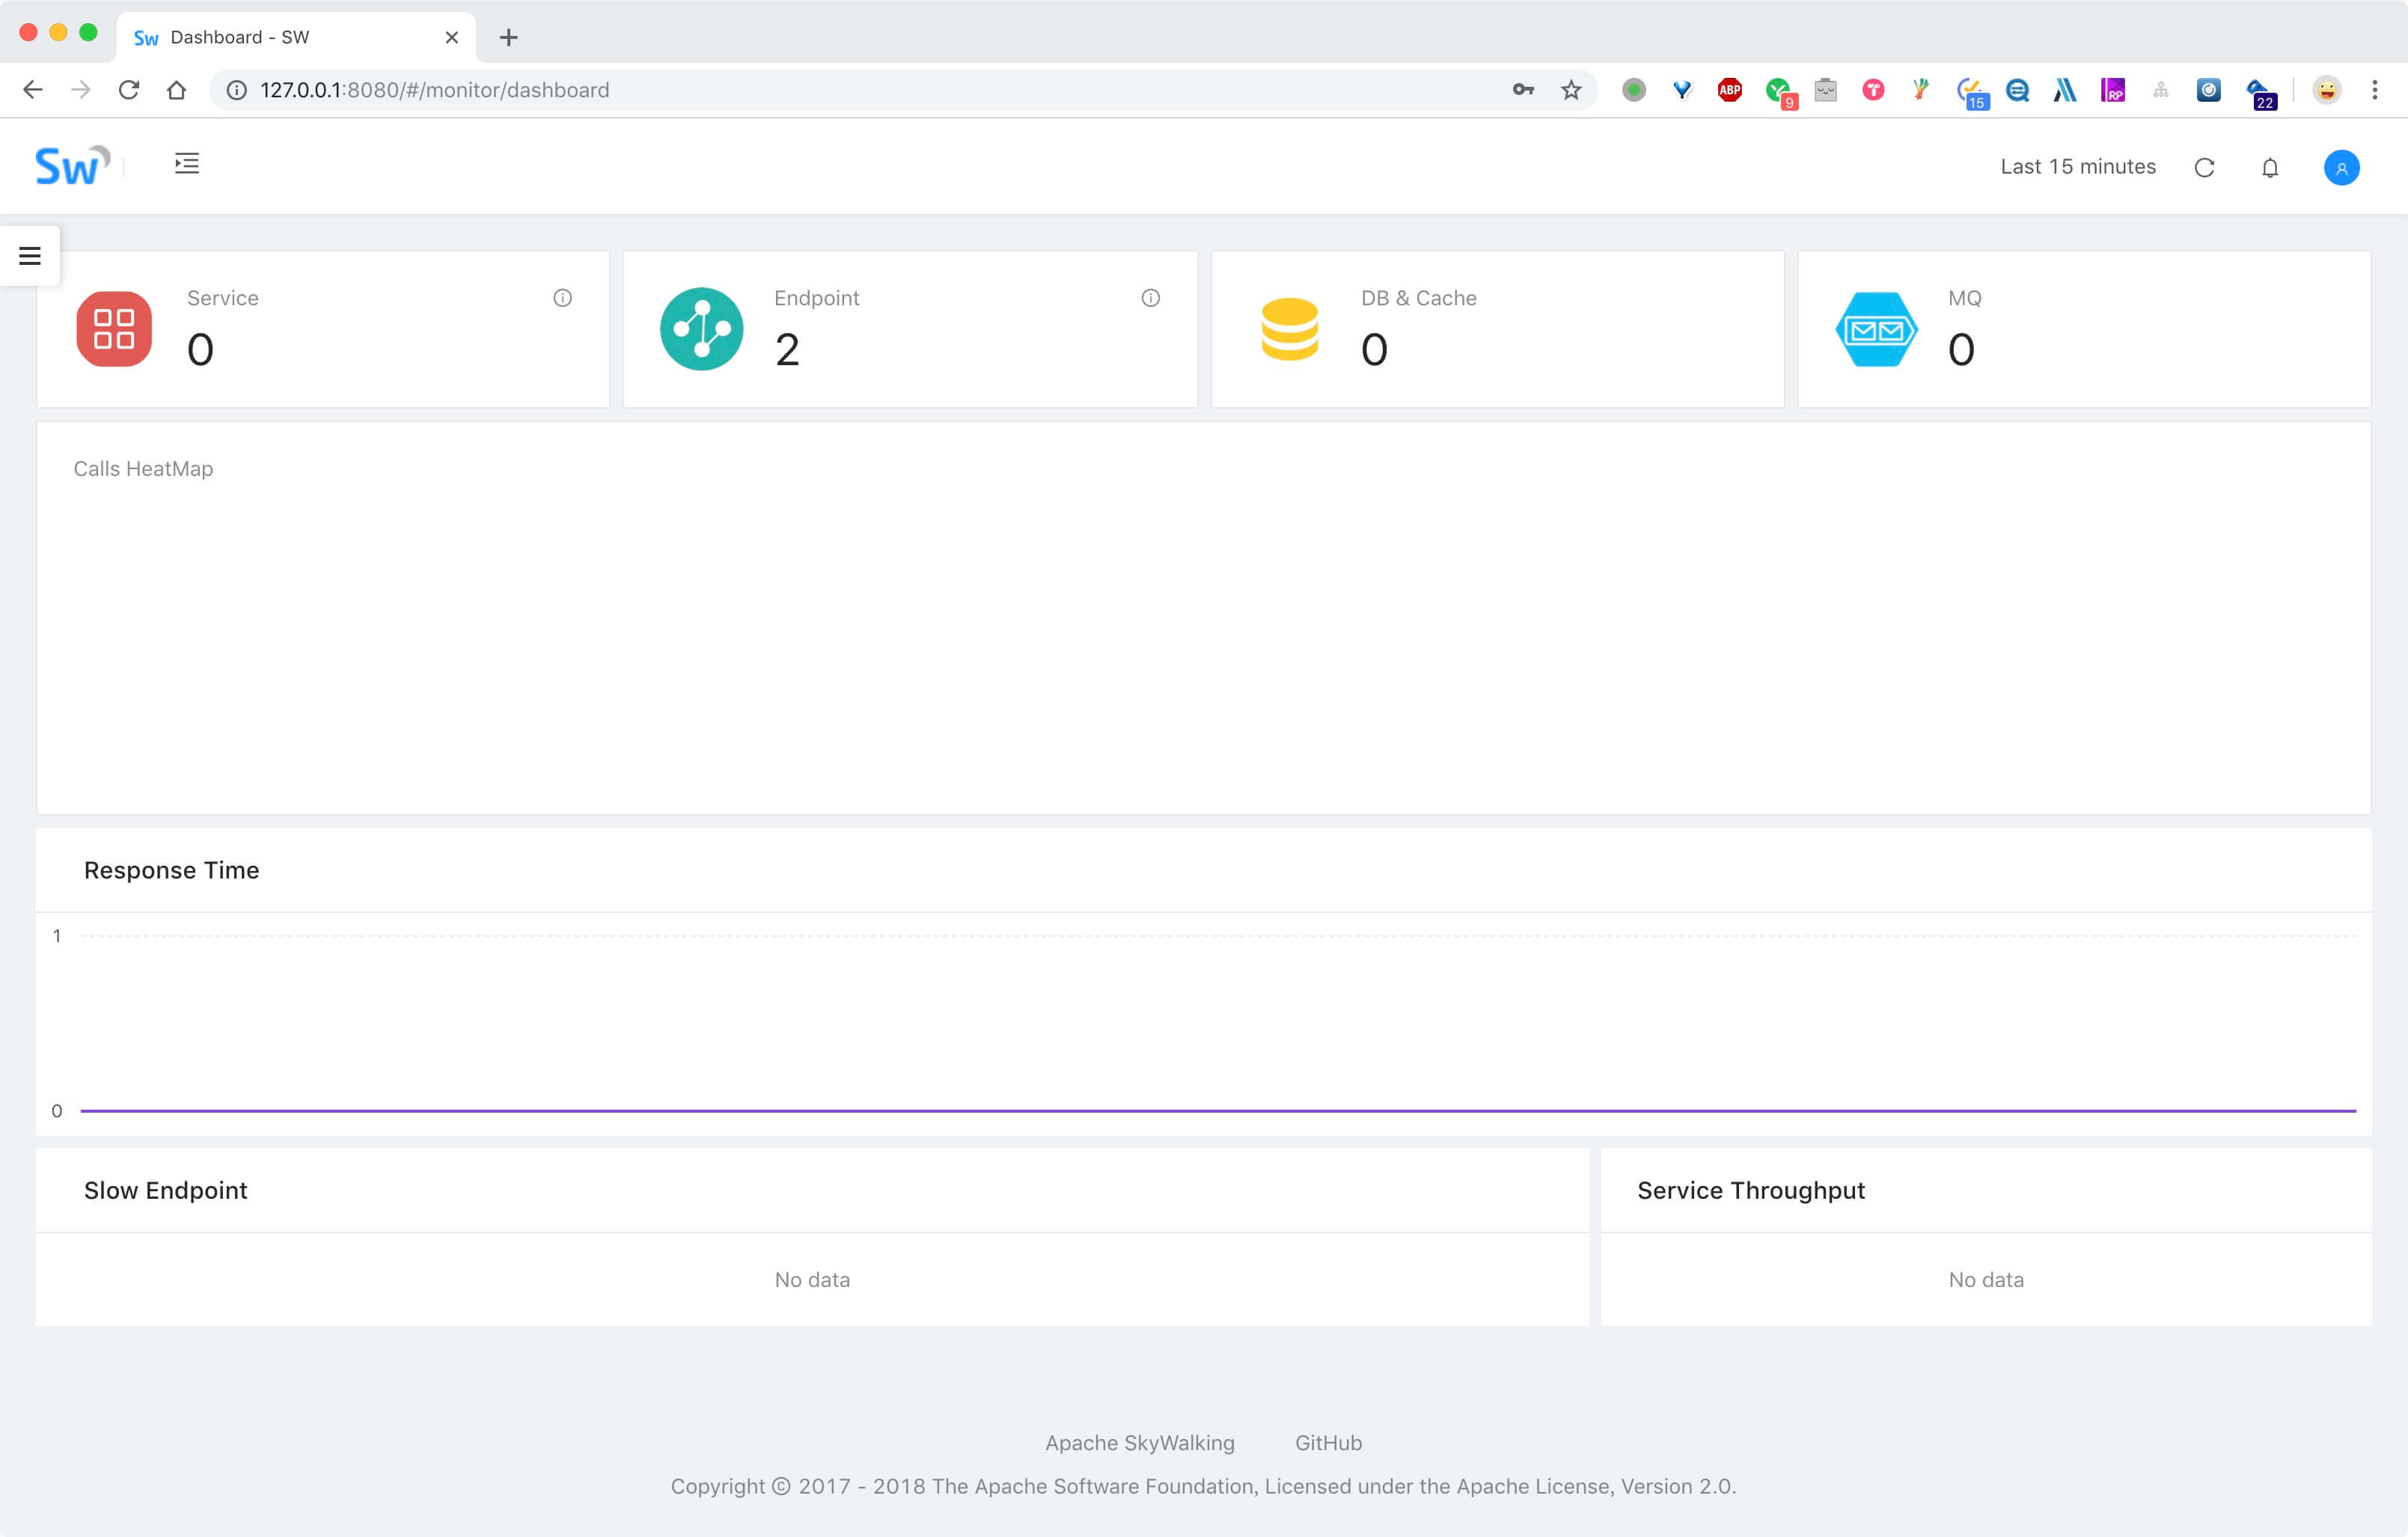 Sw Dashboard - SW
127.0.0.1:8080/#/monitor/dashboard
ABP 9 15 RP 22
Sw
Last 15 minutes
Service
0
Endpoint
2
DB & Cache
0
MQ
0
Calls HeatMap
Response Time
1
0
Slow Endpoint
Service Throughput
No data
No data
Apache SkyWalking GitHub
Copyright © 2017 - 2018 The Apache Software Foundation, Licensed under the Apache License, Version 2.0.